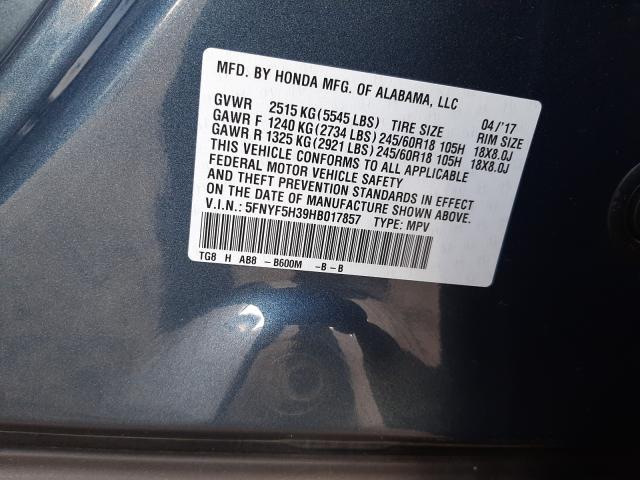 MFD. BY HONDA MFG. OF ALABAMA, LLC
GVWR 2515 KG (5545 LBS) TIRE SIZE 04/'17 RIM SIZE
GAWR F 1240 KG (2734 LBS) 245/60R18 105H 18X8.0J
GAWR R 1325 KG (2921 LBS) 245/60R18 105H 18X8.0J
THIS VEHICLE CONFORMS TO ALL APPLICABLE
FEDERAL MOTOR VEHICLE SAFETY
AND THEFT PREVENTION STANDARDS IN EFFECT
ON THE DATE OF MANUFACTURE SHOWN ABOVE.
V.I.N.: 5FNYF5H39HB017857 TYPE: MPV
TG8 H AB8 - B600M - B - B